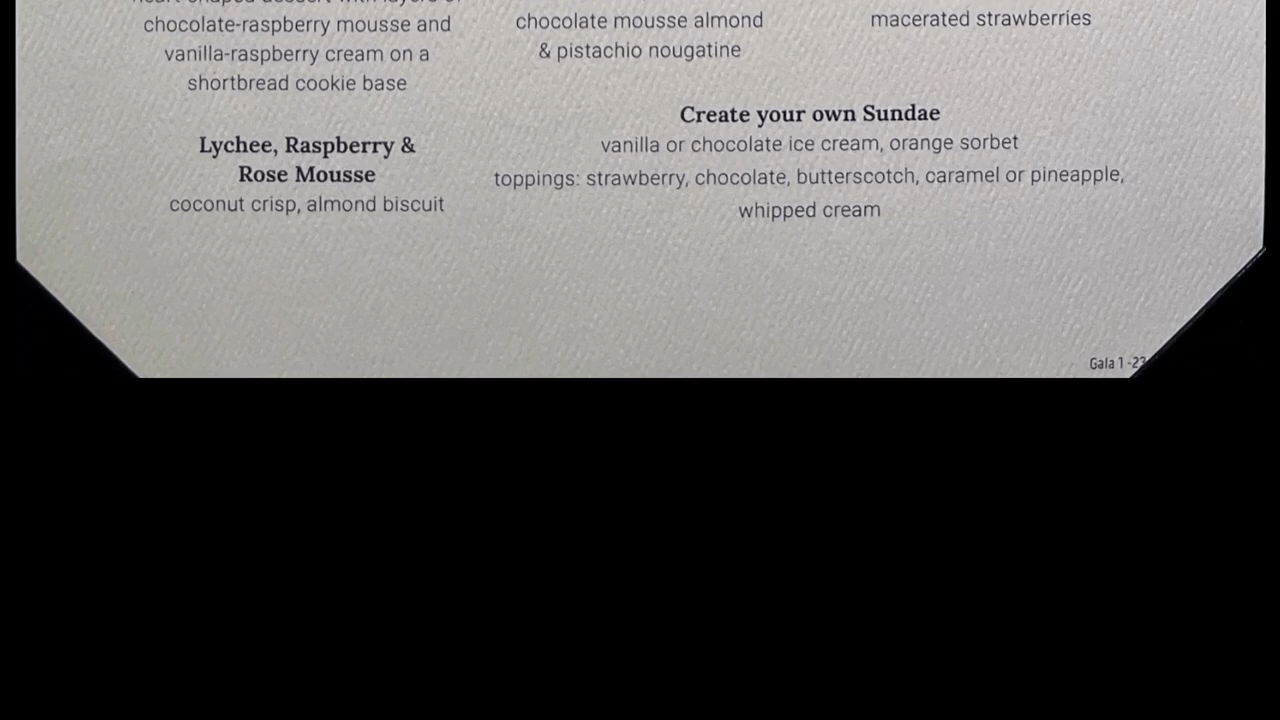 chocolate-raspberry mousse and
vanilla-raspberry cream on a
shortbread cookie base
Lychee, Raspberry &
Rose Mousse
coconut crisp, almond biscuit
chocolate mousse almond
& pistachio nougatine
macerated strawberries
Create your own Sundae
vanilla or chocolate ice cream, orange sorbet
toppings: strawberry, chocolate, butterscotch, caramel or pineapple,
whipped cream
Gala 1 -23